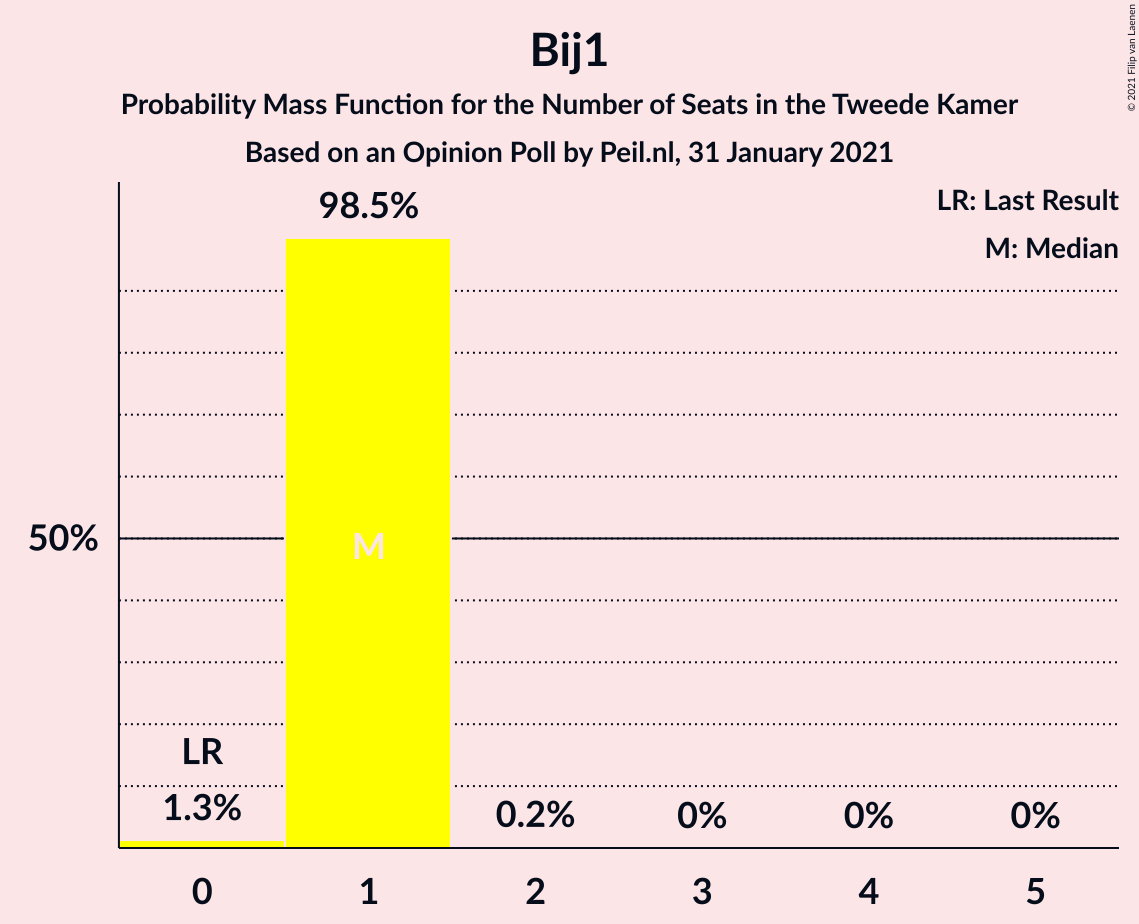 Bij1
Probability Mass Function for the Number of Seats in the Tweede Kamer
Based on an Opinion Poll by Peil.nl, 31 January 2021
© 2021 Filip van Laenen
LR: Last Result
M: Median
98.5%
50%
M
LR
1.3%
0.2%
0%
0%
0%
0 1 2 3 4 5